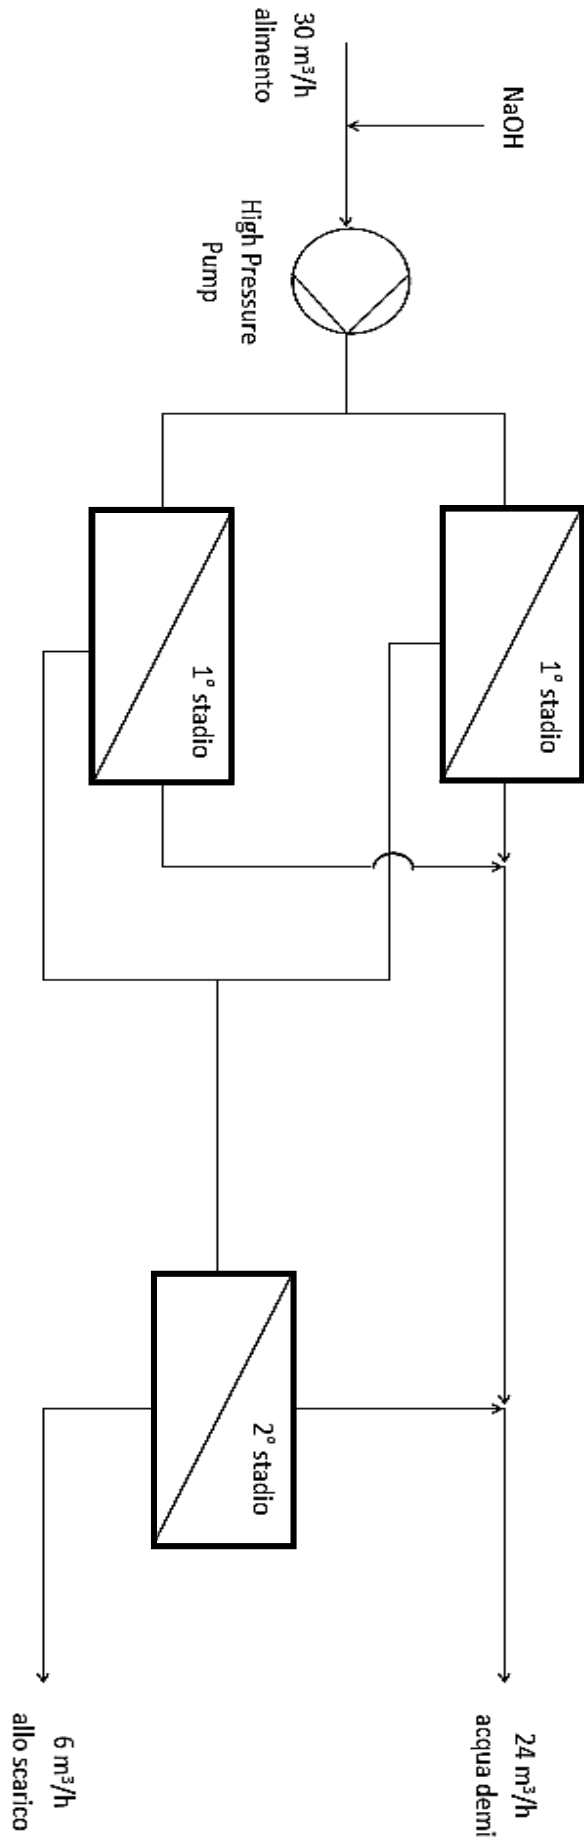 NaOH
30 m³/h
alimento
High Pressure
Pump
1° stadio
1° stadio
2° stadio
24 m³/h
acqua demi
6 m³/h
allo scarico